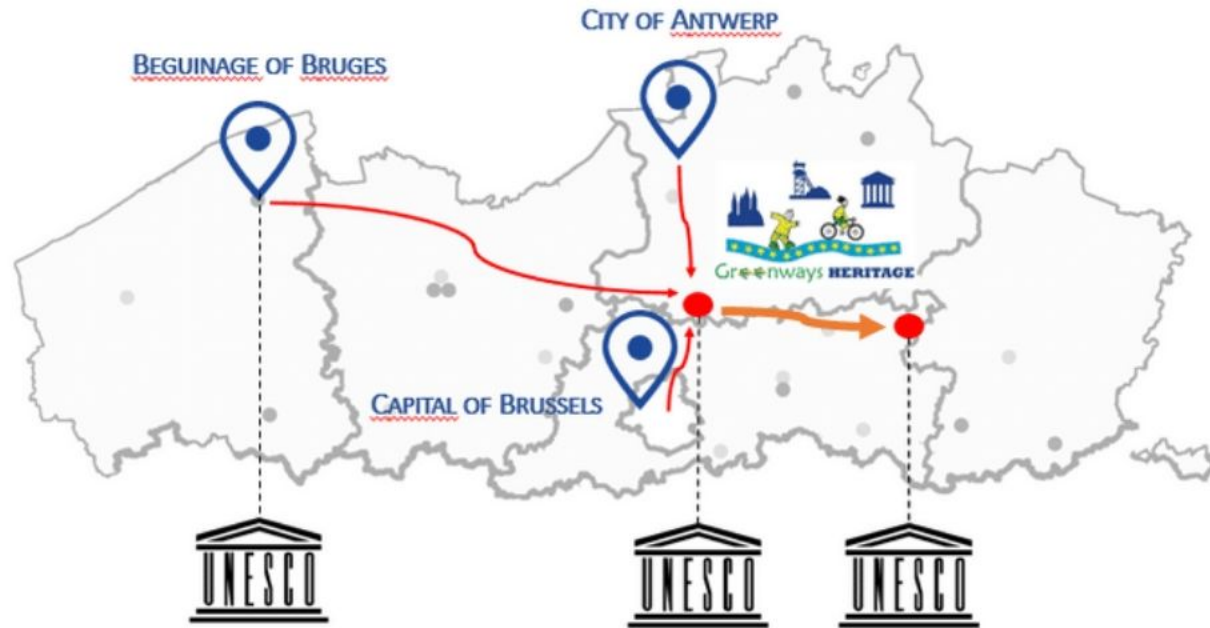 CITY OF ANTWERP
BEGUINAGE OF BRUGES
Greenways HERITAGE
CAPITAL OF BRUSSELS
UNESCO
UNESCO
UNESCO